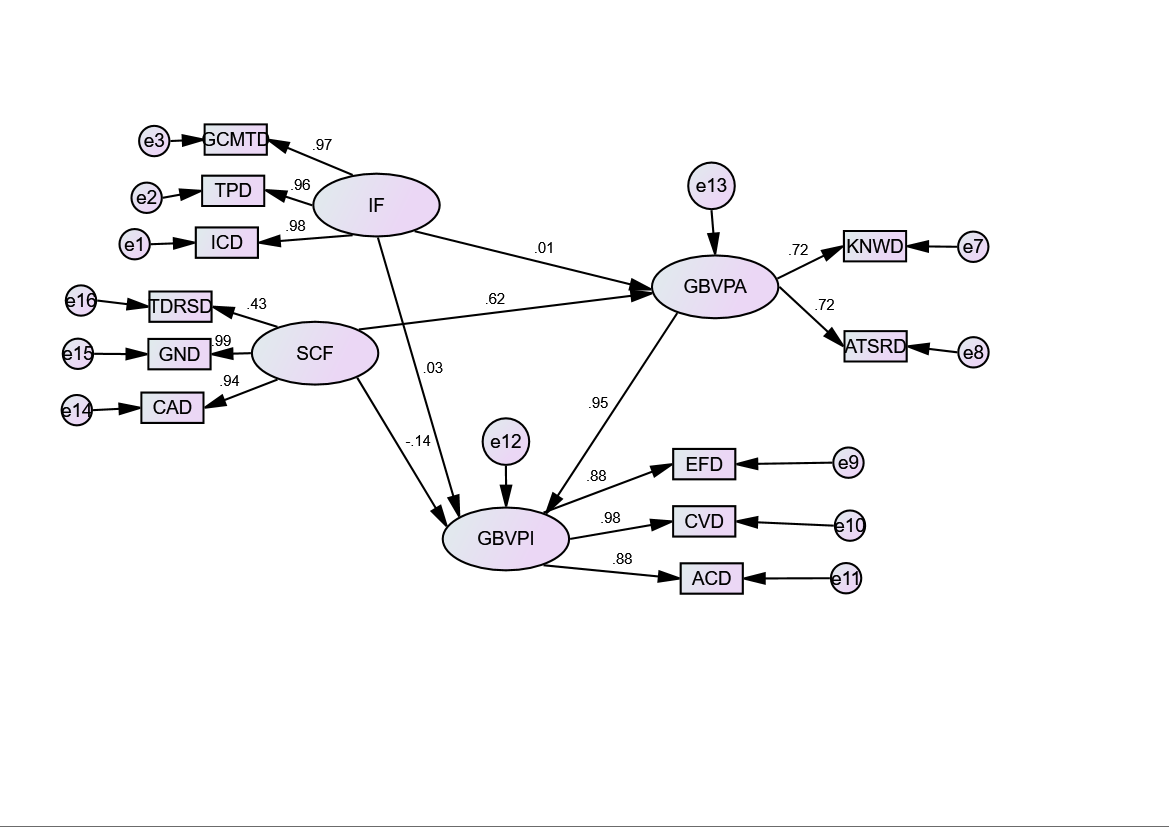 e3
GCMTD
.97
e2
TPD
.96
IF
e1
ICD
.98
e13
.01
GBVPA
.72
KNWD
e7
.72
ATSRD
e8
e16
TDRSD
.43
.62
e15
GND
.99
SCF
e14
CAD
.94
.03
.95
-.14
e12
GBVPI
.88
EFD
e9
.98
CVD
e10
.88
ACD
e11